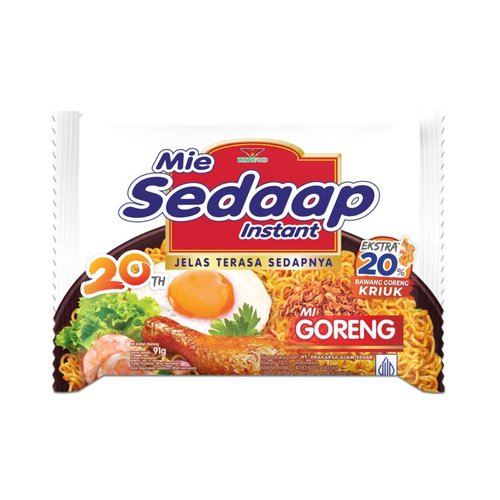 WINGSFOOD
Mie
Sedaap
Instant
JELAS TERASA SEDAPNYA
20TH
EKSTRA
20%
BAWANG GORENG
KRIUK
MI
GORENG
91g
PT. PRAKARSA ALAM SEGAR